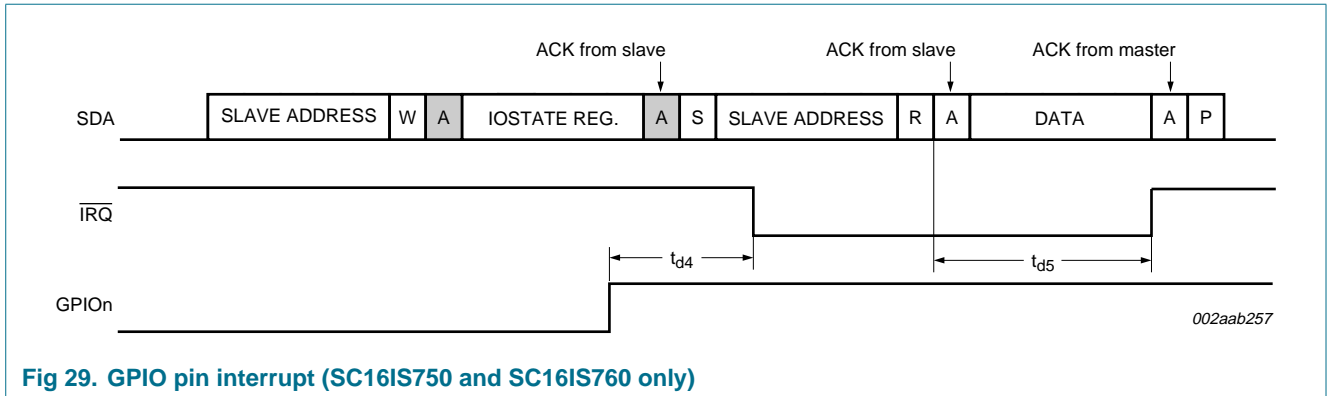 ACK from slave ACK from slave ACK from master
SDA SLAVE ADDRESS W A IOSTATE REG. A S SLAVE ADDRESS R A DATA A P
IRQ
td4 td5
GPIOn
002aab257
Fig 29. GPIO pin interrupt (SC16IS750 and SC16IS760 only)